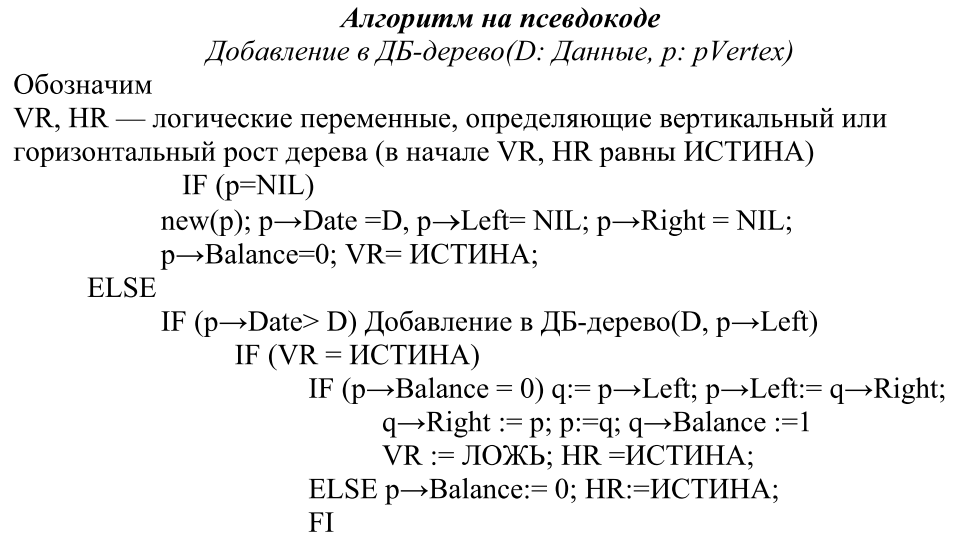 Алгоритм на псевдокоде
Добавление в ДБ-дерево(D: Данные, p: pVertex)
Обозначим
VR, HR — логические переменные, определяющие вертикальный или
горизонтальный рост дерева (в начале VR, HR равны ИСТИНА)
IF (p=NIL)
new(p); p→Date =D, p→Left= NIL; p→Right = NIL;
p→Balance=0; VR= ИСТИНА;
ELSE
IF (p→Date> D) Добавление в ДБ-дерево(D, p→Left)
IF (VR = ИСТИНА)
IF (p→Balance = 0) q:= p→Left; p→Left:= q→Right;
q→Right := p; p:=q; q→Balance :=1
VR := ЛОЖЬ; HR =ИСТИНА;
ELSE p→Balance:= 0; HR:=ИСТИНА;
FI